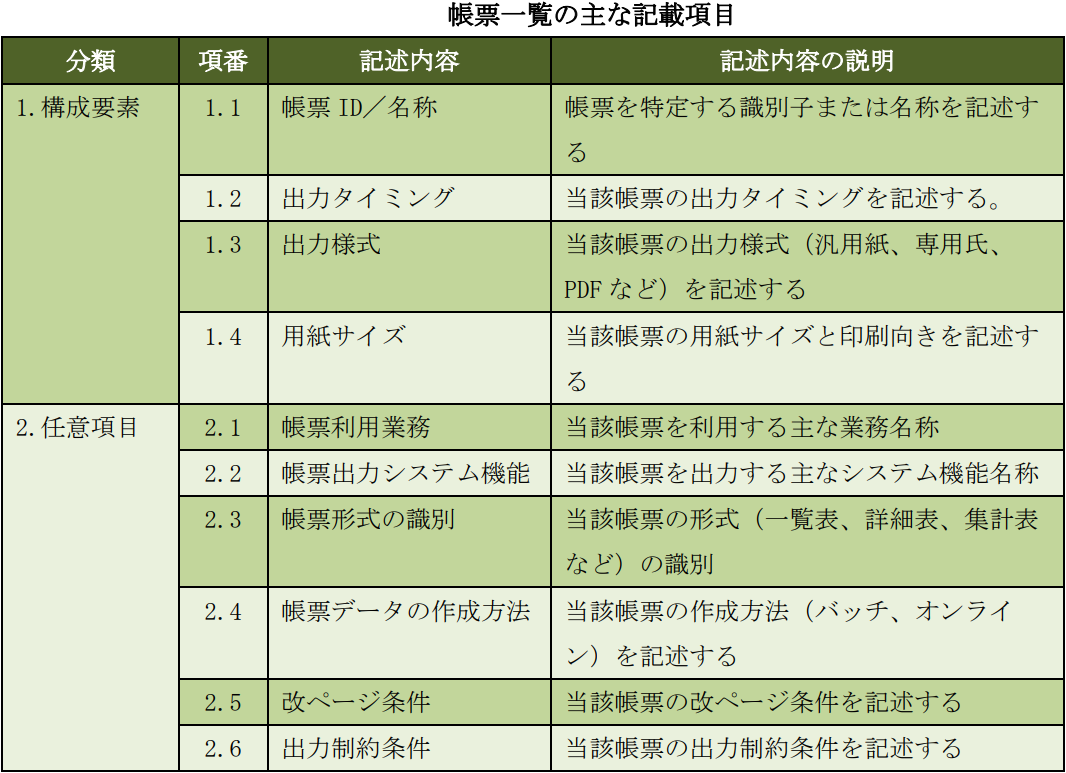 帳票一覧の主な記載項目
分類 項番 記述内容 記述内容の説明
1.構成要素 1.1 帳票 ID／名称 帳票を特定する識別子または名称を記述す
る
1.2 出力タイミング 当該帳票の出力タイミングを記述する。
1.3 出力様式 当該帳票の出力様式（汎用紙、専用氏、
PDF など）を記述する
1.4 用紙サイズ 当該帳票の用紙サイズと印刷向きを記述す
る
2.任意項目 2.1 帳票利用業務 当該帳票を利用する主な業務名称
2.2 帳票出力システム機能 当該帳票を出力する主なシステム機能名称
2.3 帳票形式の識別 当該帳票の形式（一覧表、詳細表、集計表
など）の識別
2.4 帳票データの作成方法 当該帳票の作成方法（バッチ、オンライ
ン）を記述する
2.5 改ページ条件 当該帳票の改ページ条件を記述する
2.6 出力制約条件 当該帳票の出力制約条件を記述する